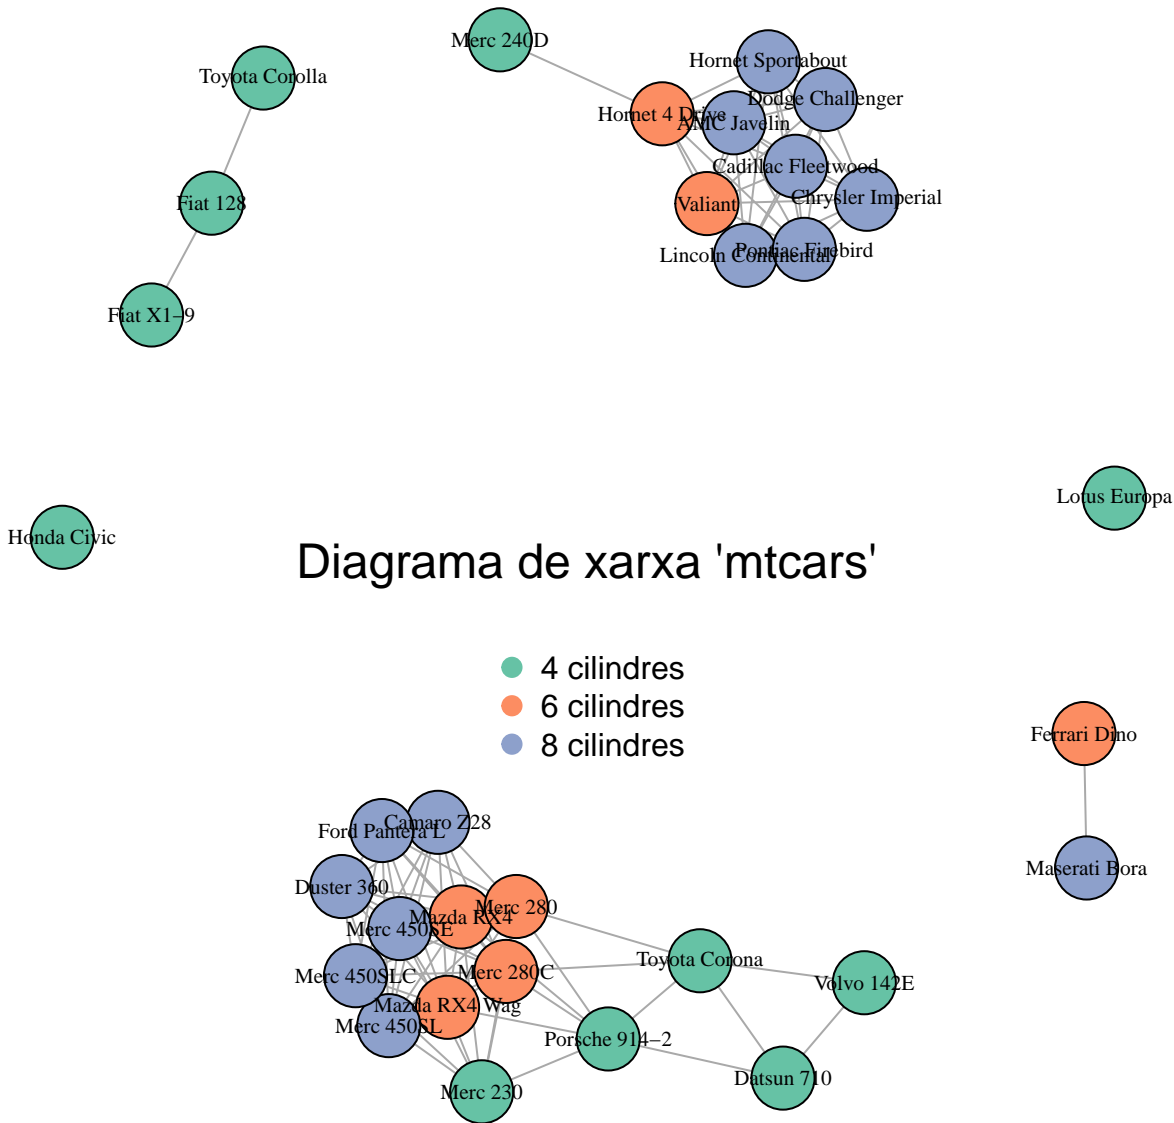 Merc 240D
Hornet Sportabout
Toyota Corolla
Dodge Challenger
Hornet 4 Drive
AMC Javelin
Cadillac Fleetwood
Chrysler Imperial
Fiat 128
Valiant
Pontiac Firebird
Lincoln Continental
Fiat X1−9
Lotus Europa
Honda Civic
Diagrama de xarxa 'mtcars'
4 cilindres
6 cilindres
8 cilindres
Ferrari Dino
Camaro Z28
Ford Pantera L
Maserati Bora
Duster 360
Merc 280
Mazda RX4
Merc 450SE
Toyota Corona
Merc 280C
Merc 450SLC
Volvo 142E
Mazda RX4 Wag
Merc 450SL
Porsche 914−2
Datsun 710
Merc 230